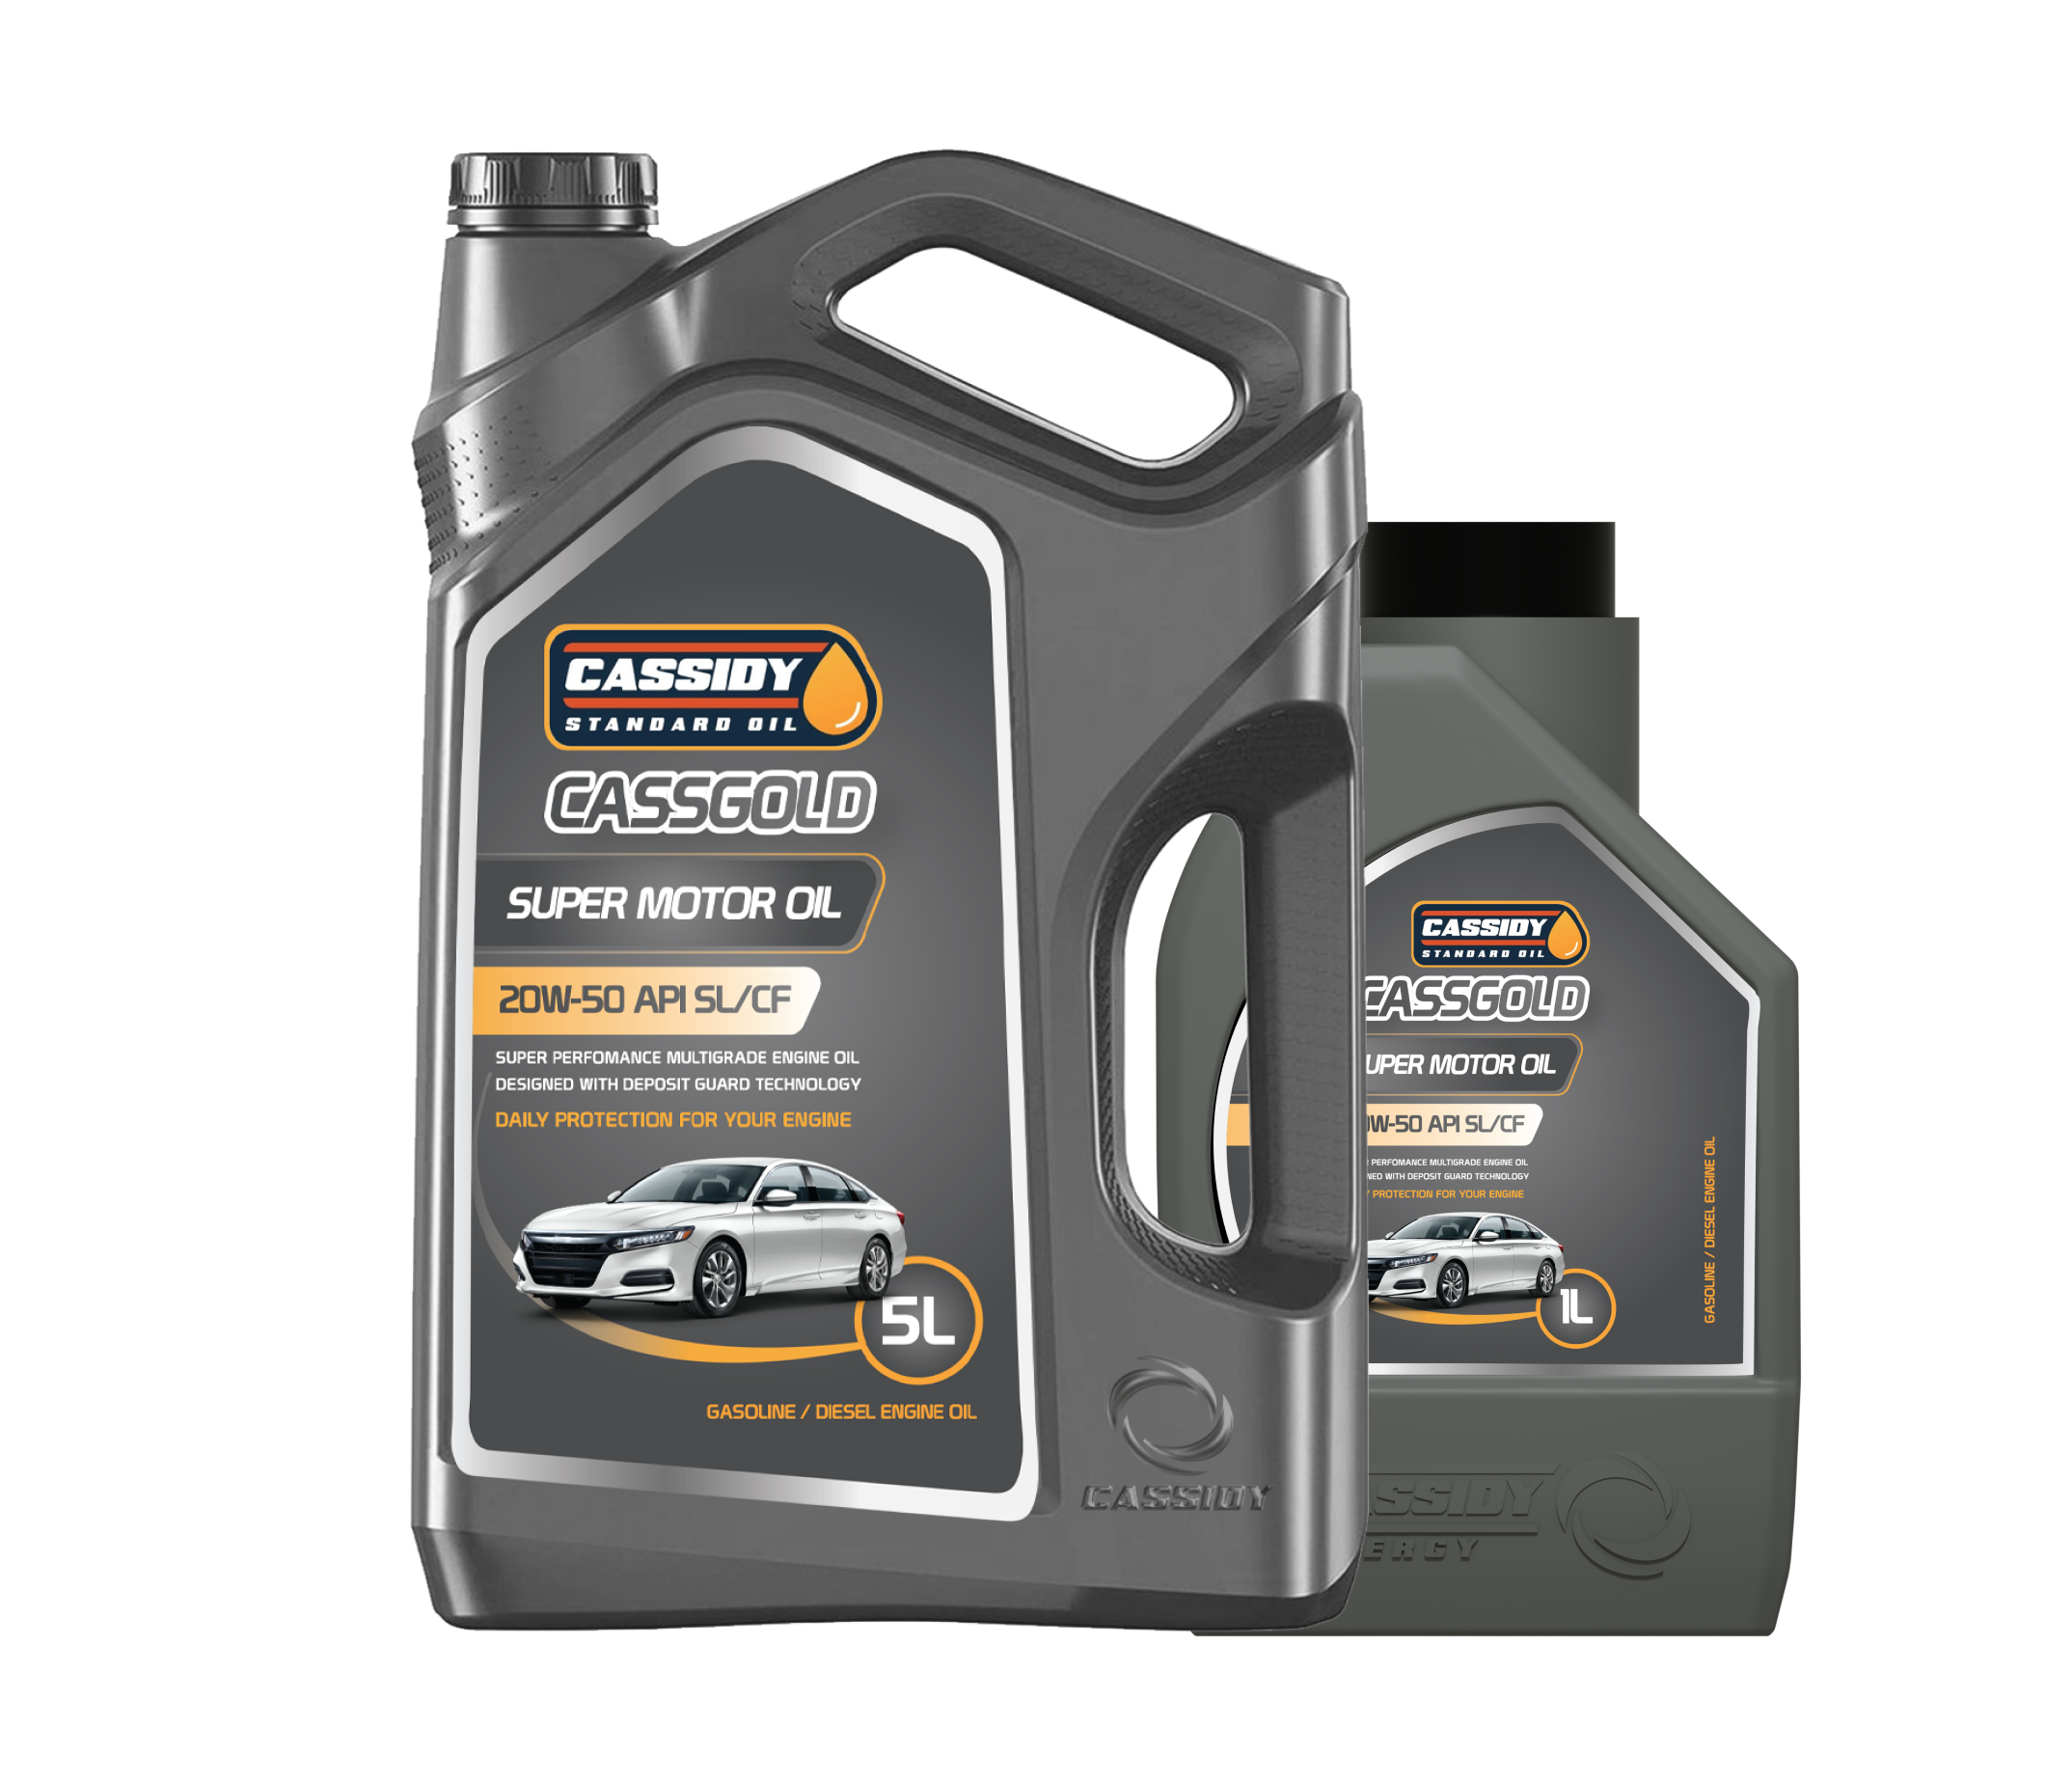 CASSIDY
STANDARD OIL
CASSGOLD
SUPER MOTOR OIL
20W-50 API SL/CF
SUPER PERFOMANCE MULTIGRADE ENGINE OIL
DESIGNED WITH DEPOSIT GUARD TECHNOLOGY
DAILY PROTECTION FOR YOUR ENGINE
5L
GASOLINE / DIESEL ENGINE OIL
CASSIDY
CASSIDY
STANDARD OIL
CASSGOLD
UPER MOTOR OIL
W-50 API SL/CF
PERFOMANCE MULTIGRADE ENGINE OIL
NED WITH DEPOSIT GUARD TECHNOLOGY
PROTECTION FOR YOUR ENGINE
1L
GASOLINE / DIESEL ENGINE OIL
SSIDY
ERGY